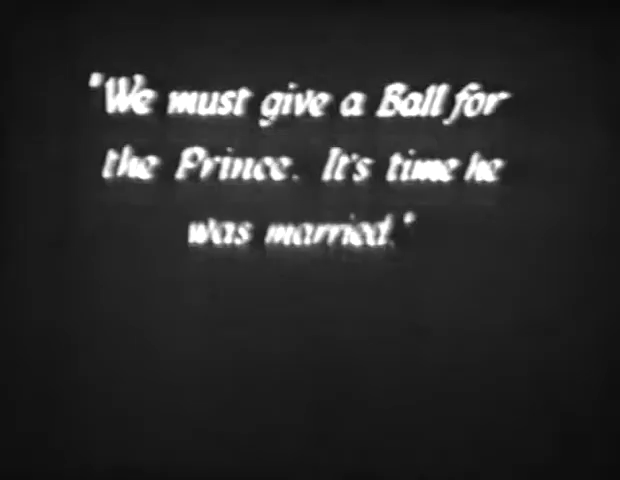 "We must give a Ball for
the Prince. It's time he
was married."